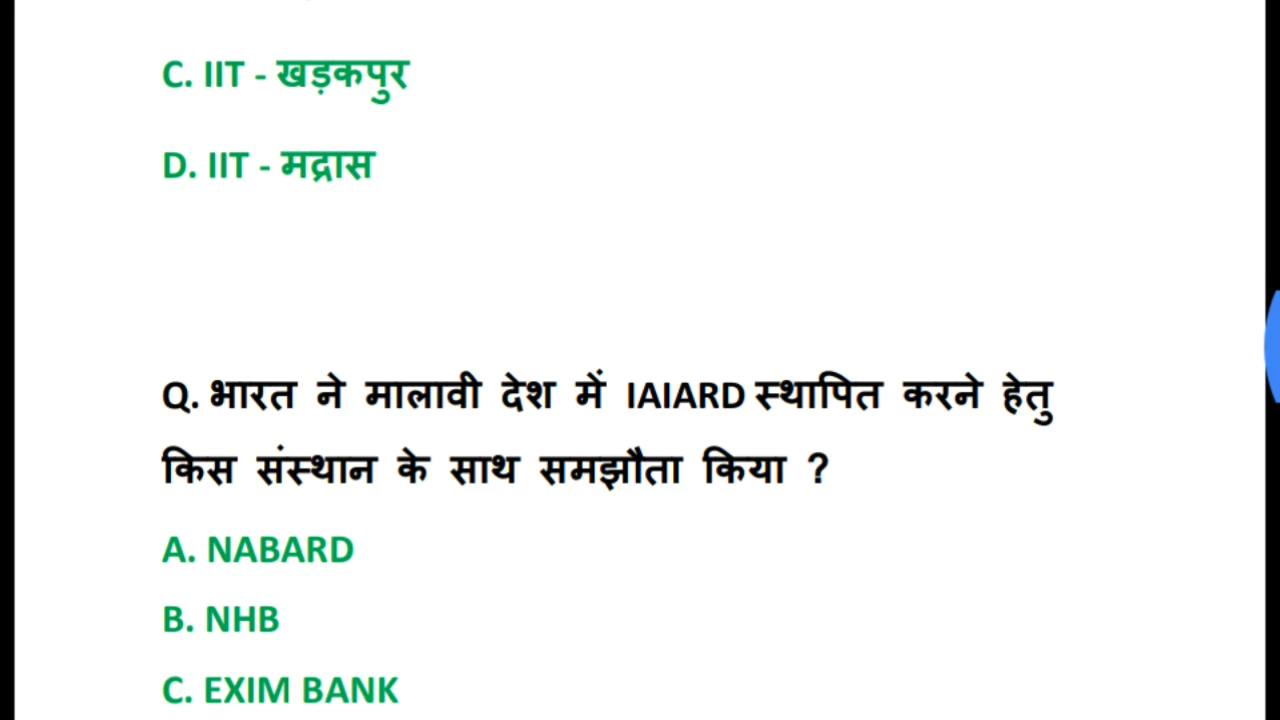 C. IIT - खड़कपुर
D. IIT - मद्रास
Q. भारत ने मालावी देश में IAIARD स्थापित करने हेतु
किस संस्थान के साथ समझौता किया ?
A. NABARD
B. NHB
C. EXIM BANK